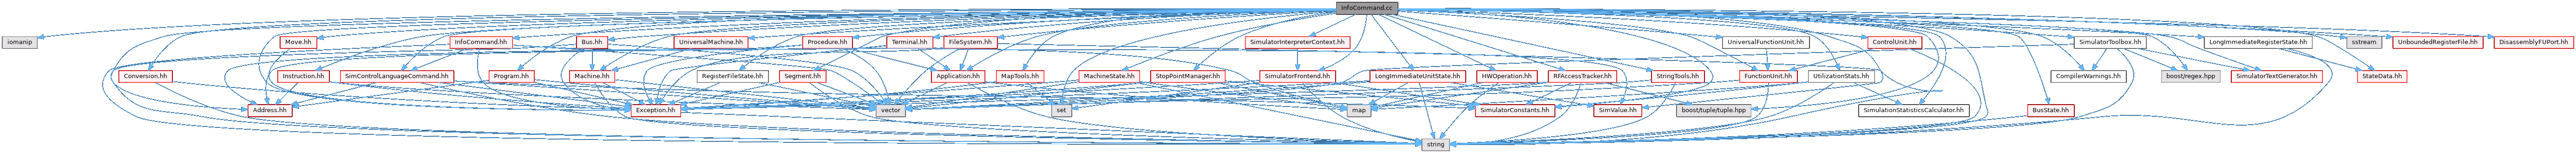 InfoCommand.cc
iomanip
Move.hh
InfoCommand.hh
Bus.hh
UniversalMachine.hh
Procedure.hh
Terminal.hh
FileSystem.hh
SimulatorInterpreterContext.hh
UniversalFunctionUnit.hh
ControlUnit.hh
SimulatorToolbox.hh
LongImmediateRegisterState.hh
sstream
UnboundedRegisterFile.hh
DisassemblyFUPort.hh
Conversion.hh
Instruction.hh
SimControlLanguageCommand.hh
Program.hh
Machine.hh
RegisterFileState.hh
Segment.hh
Application.hh
MapTools.hh
MachineState.hh
StopPointManager.hh
SimulatorFrontend.hh
LongImmediateUnitState.hh
HWOperation.hh
RFAccessTracker.hh
StringTools.hh
FunctionUnit.hh
UtilizationStats.hh
CompilerWarnings.hh
boost/regex.hpp
SimulatorTextGenerator.hh
StateData.hh
Address.hh
Exception.hh
vector
set
map
SimulatorConstants.hh
SimValue.hh
boost/tuple/tuple.hpp
SimulationStatisticsCalculator.hh
BusState.hh
string